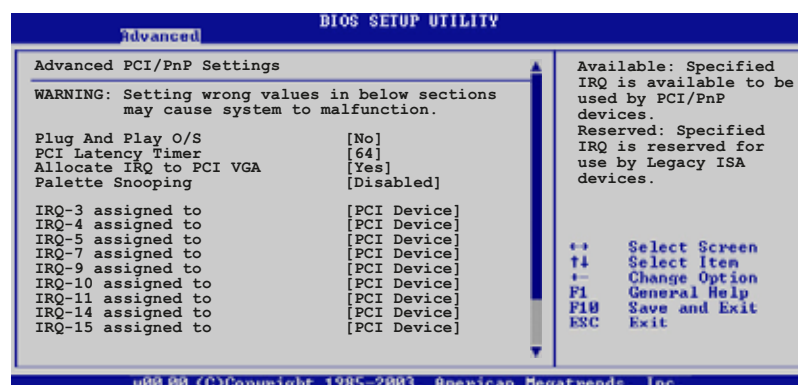 BIOS SETUP UTILITY
Advanced
Advanced PCI/PnP Settings
WARNING: Setting wrong values in below sections
may cause system to malfunction.
Plug And Play O/S [No]
PCI Latency Timer [64]
Allocate IRQ to PCI VGA [Yes]
Palette Snooping [Disabled]
IRQ-3 assigned to [PCI Device]
IRQ-4 assigned to [PCI Device]
IRQ-5 assigned to [PCI Device]
IRQ-7 assigned to [PCI Device]
IRQ-9 assigned to [PCI Device]
IRQ-10 assigned to [PCI Device]
IRQ-11 assigned to [PCI Device]
IRQ-14 assigned to [PCI Device]
IRQ-15 assigned to [PCI Device]
Available: Specified
IRQ is available to be
used by PCI/PnP
devices.
Reserved: Specified
IRQ is reserved for
use by Legacy ISA
devices.
↔ Select Screen
↑↓ Select Item
+- Change Option
F1 General Help
F10 Save and Exit
ESC Exit
v00.00 (C)Copyright 1985-2003, American Megatrends, Inc.